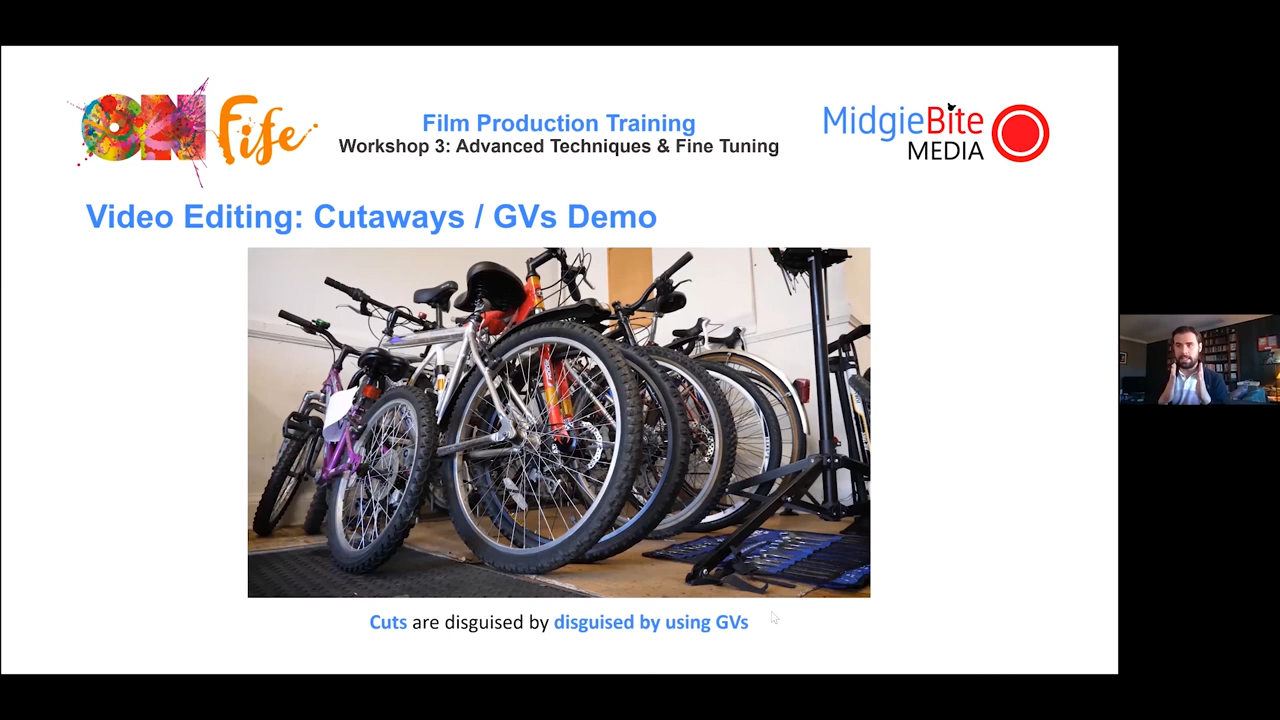 ON Fife
Film Production Training
Workshop 3: Advanced Techniques & Fine Tuning
MidgieBite
MEDIA
Video Editing: Cutaways / GVs Demo
Cuts are disguised by disguised by using GVs